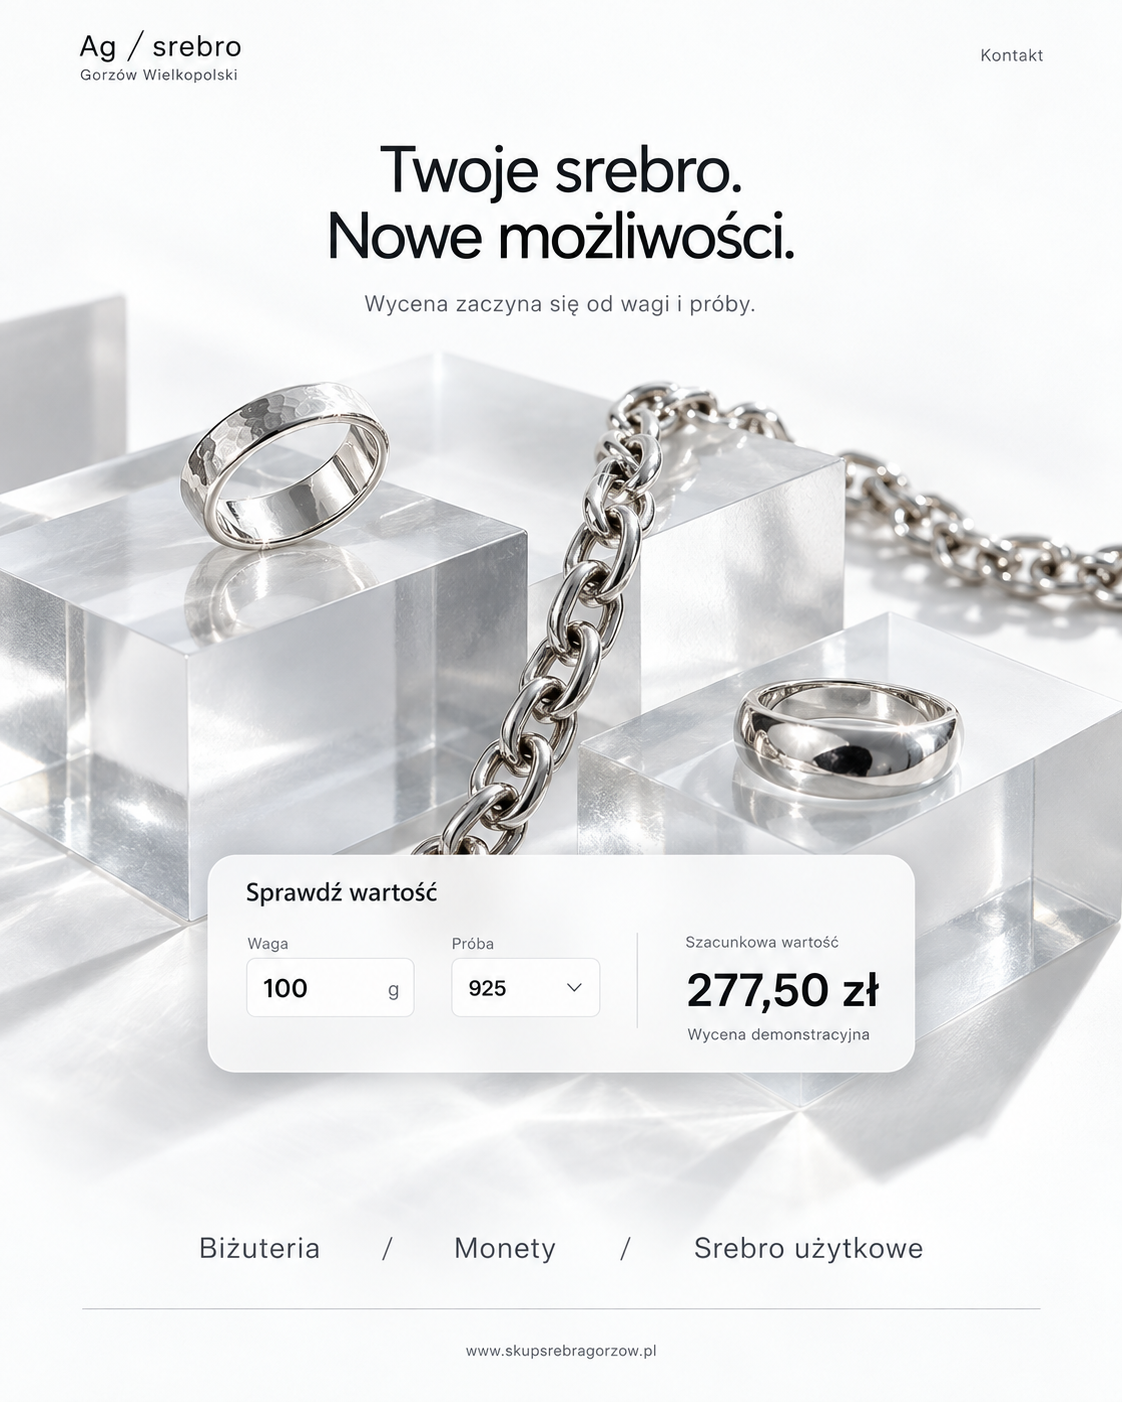 Ag / srebro
Gorzów Wielkopolski
Kontakt
Twoje srebro.
Nowe możliwości.
Wycena zaczyna się od wagi i próby.
Sprawdź wartość
Waga
100 g
Próba
925
Szacunkowa wartość
277,50 zł
Wycena demonstracyjna
Biżuteria / Monety / Srebro użytkowe
www.skupsrebragorzow.pl